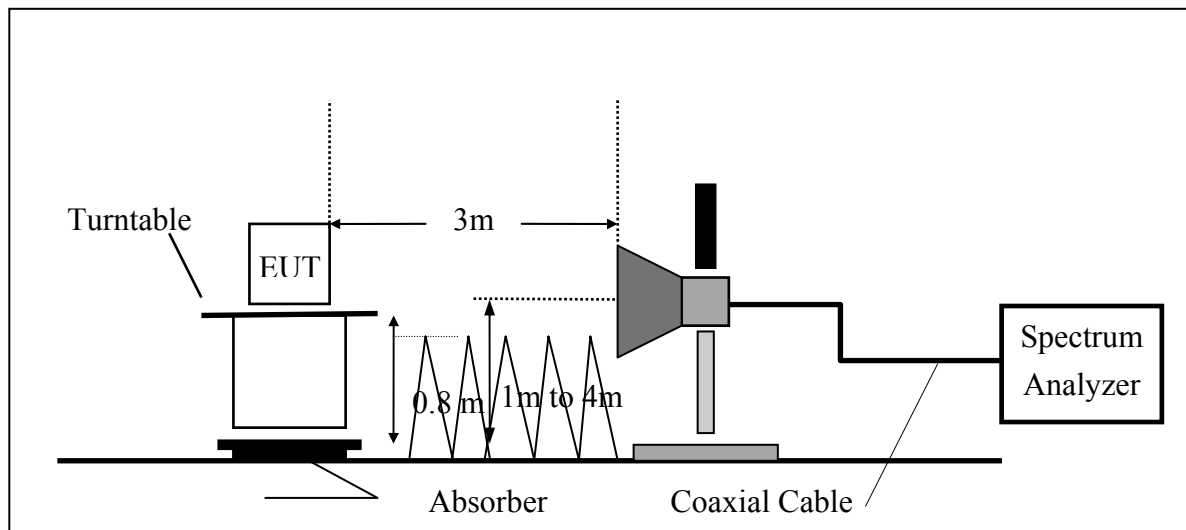 Turntable
EUT
3m
0.8 m
1m to 4m
Spectrum
Analyzer
Absorber
Coaxial Cable